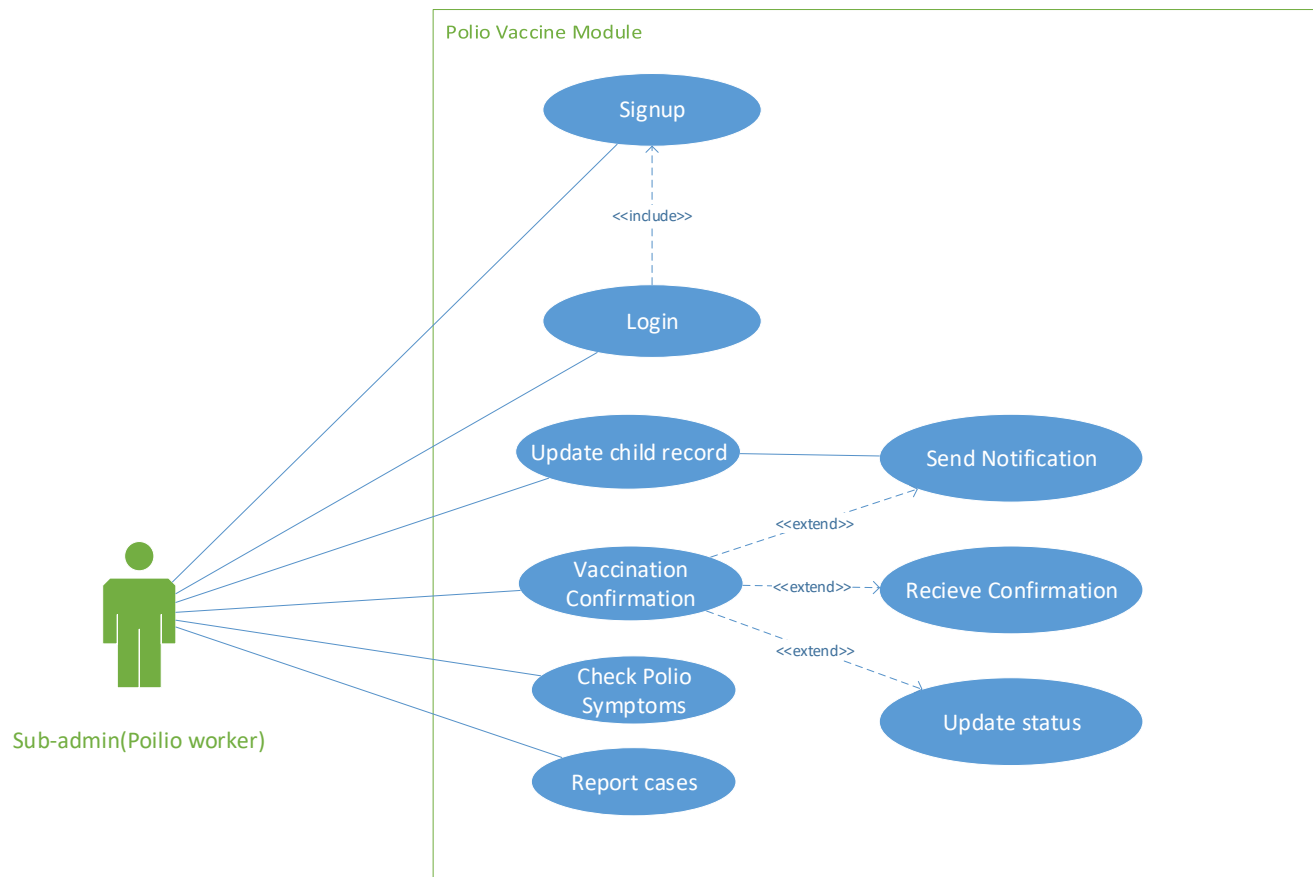 Polio Vaccine Module
Signup
<<include>>
Login
Update child record
Send Notification
<<extend>>
Vaccination
Confirmation
<<extend>>
Recieve Confirmation
<<extend>>
Check Polio
Symptoms
Update status
Sub-admin(Poilio worker)
Report cases